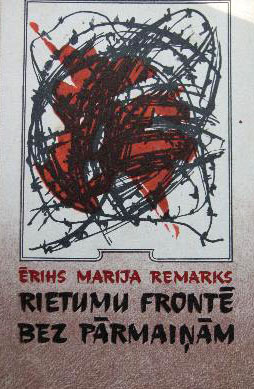 ĒRIHS MARIJA REMARKS
RIETUMU FRONTĒ
BEZ PĀRMAIŅĀM